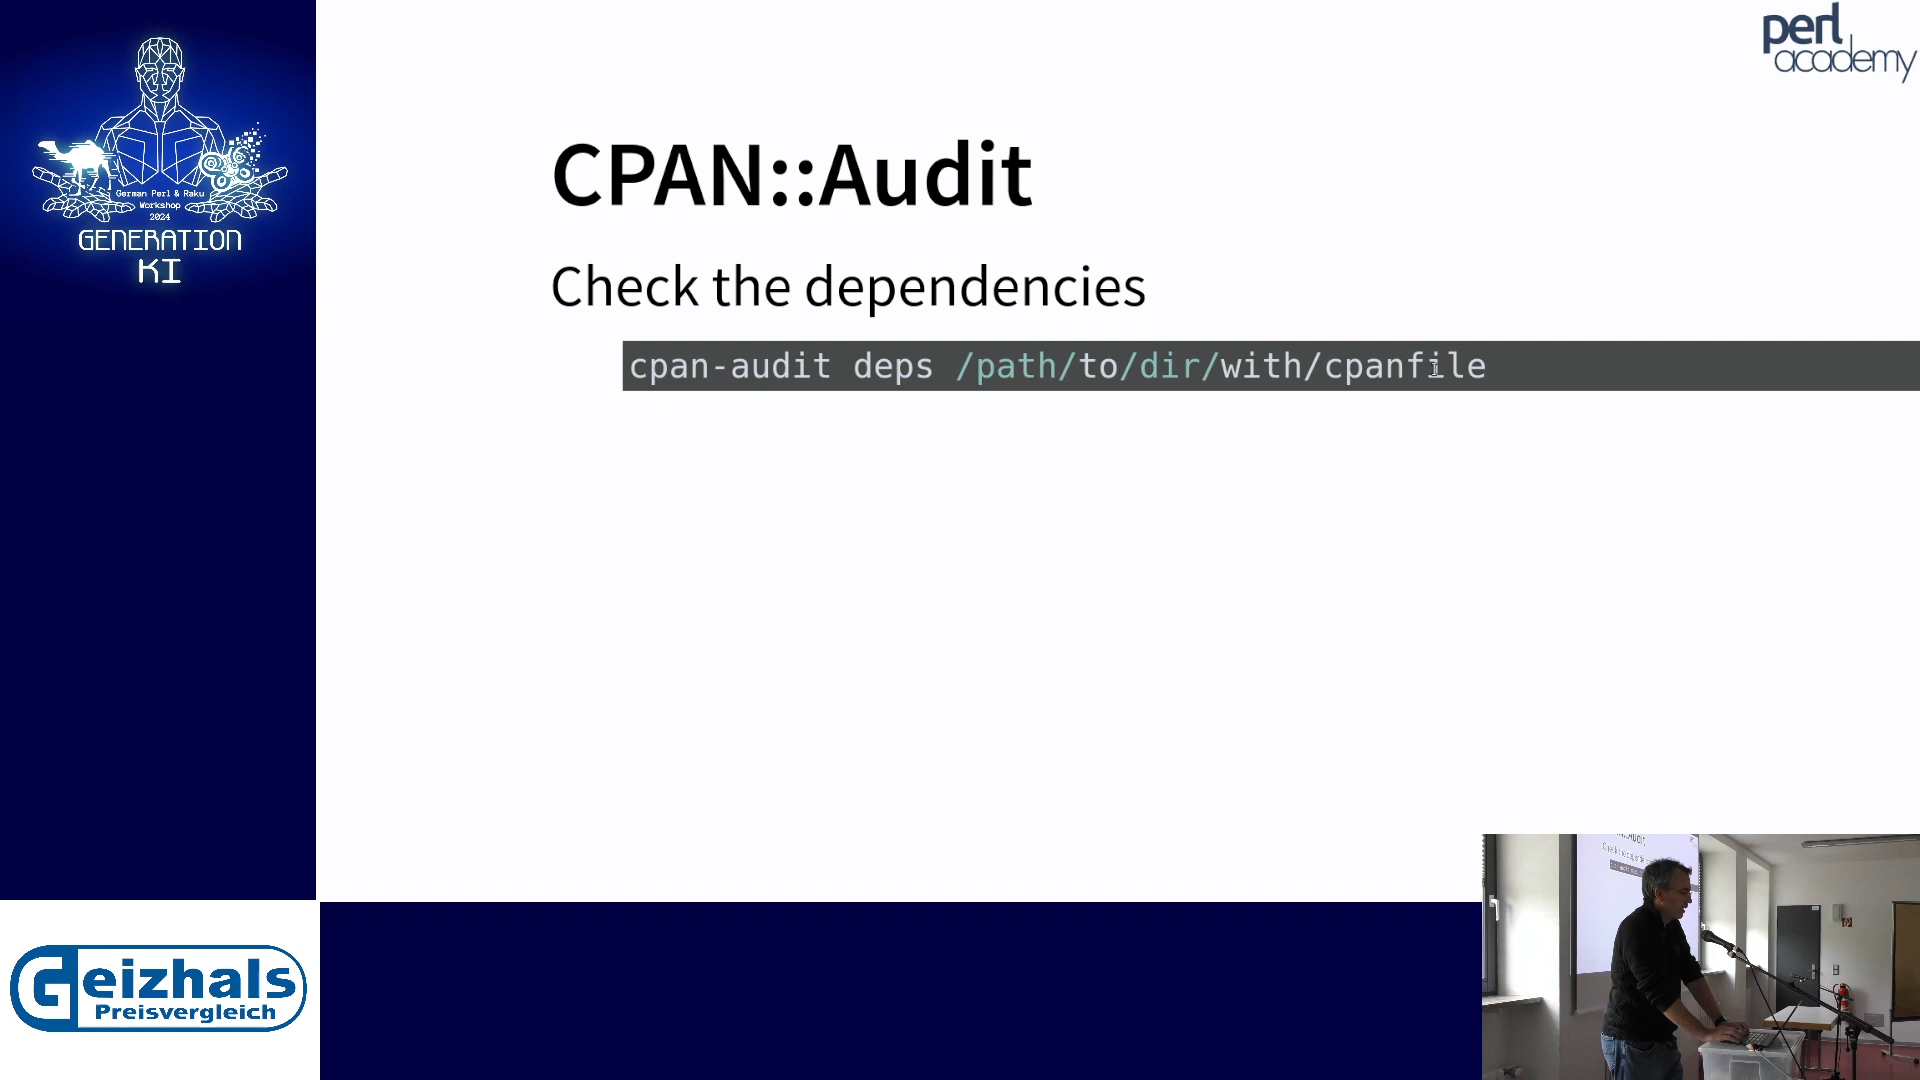 perl
academy
German Perl & Raku
Workshop
2024
GENERATION
KI
CPAN::Audit
Check the dependencies
cpan-audit deps /path/to/dir/with/cpanfile
Geizhals
Preisvergleich